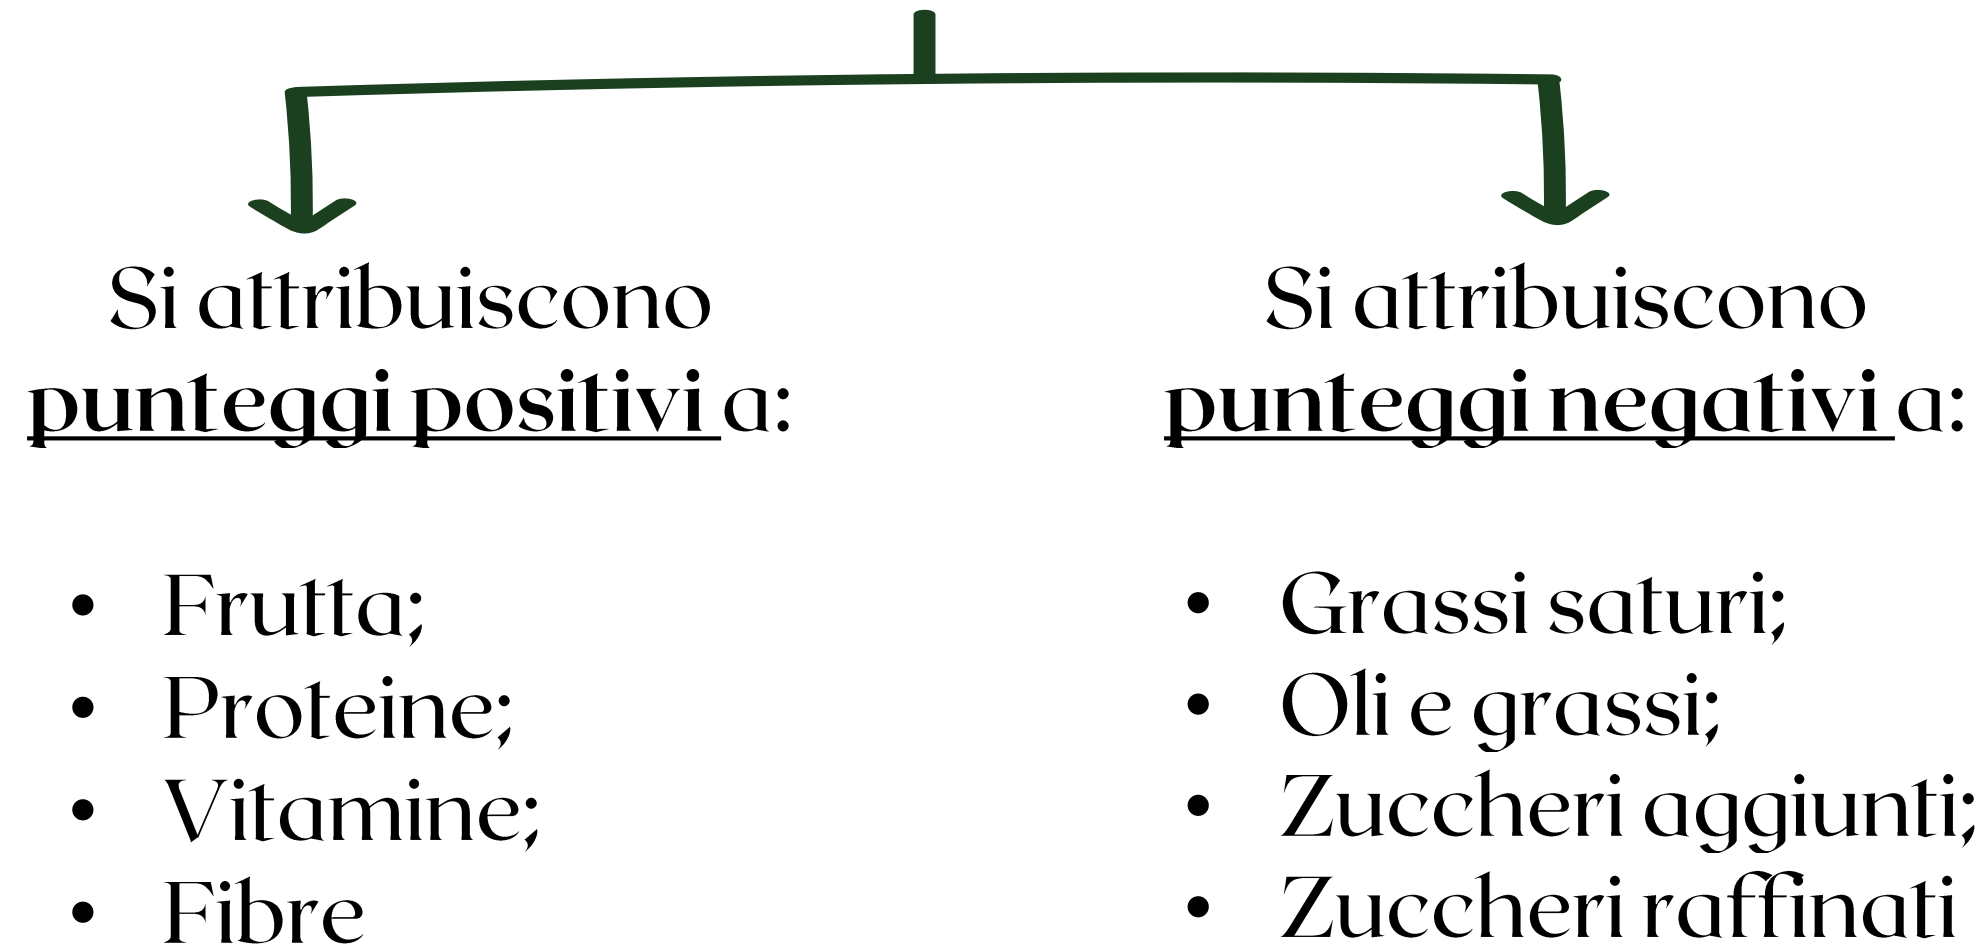 Si attribuiscono
punteggi positivi a:
• Frutta;
• Proteine;
• Vitamine;
• Fibre
Si attribuiscono
punteggi negativi a:
• Grassi saturi;
• Oli e grassi;
• Zuccheri aggiunti;
• Zuccheri raffinati